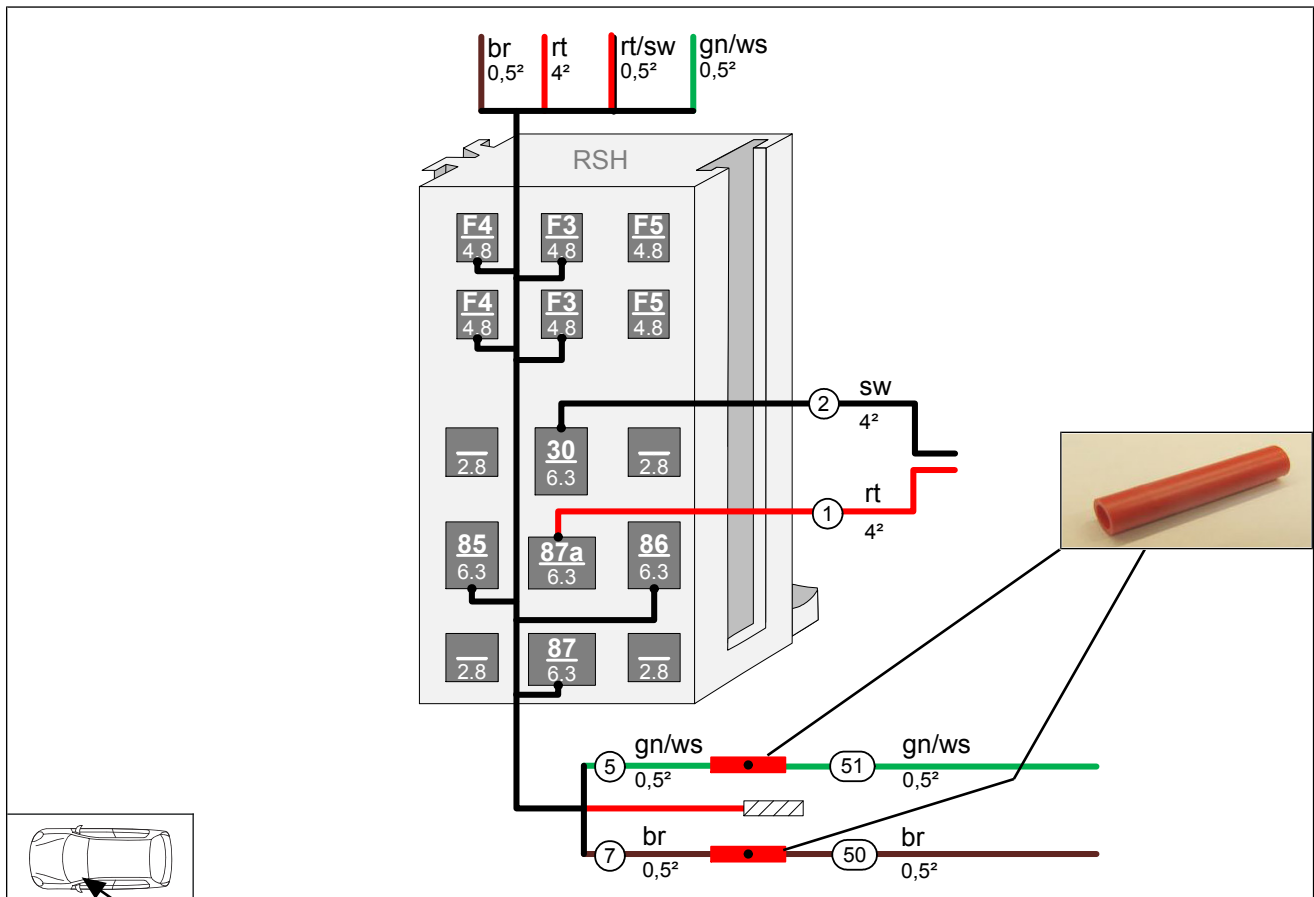 br rt rt/sw gn/ws
0,5² 4² 0,5² 0,5²
RSH
F4 F3 F5
4.8 4.8 4.8
F4 F3 F5
4.8 4.8 4.8
2 sw
4²
30
2.8 6.3 2.8
rt
1
4²
85 87a 86
6.3 6.3 6.3
87
2.8 6.3 2.8
5 gn/ws 51 gn/ws
0,5² 0,5²
7 br 50 br
0,5² 0,5²